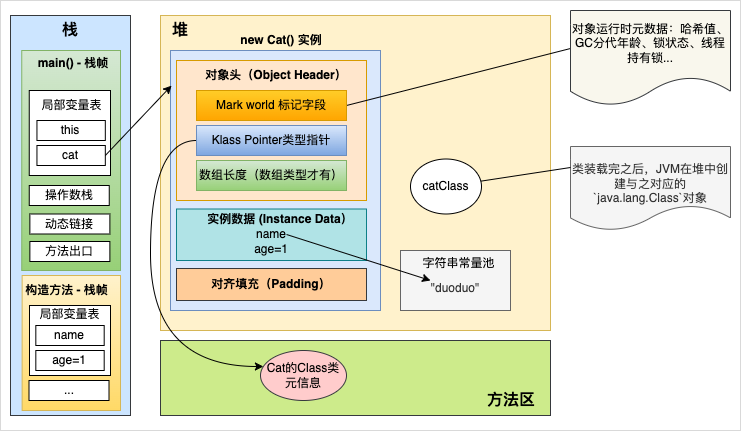 栈
main() - 栈帧
局部变量表
this
cat
操作数栈
动态链接
方法出口
构造方法 - 栈帧
局部变量表
name
age=1
...
堆
new Cat() 实例
对象头（Object Header）
Mark world 标记字段
Klass Pointer类型指针
数组长度（数组类型才有）
实例数据 (Instance Data）
name
age=1
对齐填充（Padding）
catClass
字符串常量池
"duoduo"
Cat的Class类
元信息
方法区
对象运行时元数据：哈希值、
GC分代年龄、锁状态、线程
持有锁...
类装载完之后，JVM在堆中创
建与之对应的
`java.lang.Class`对象